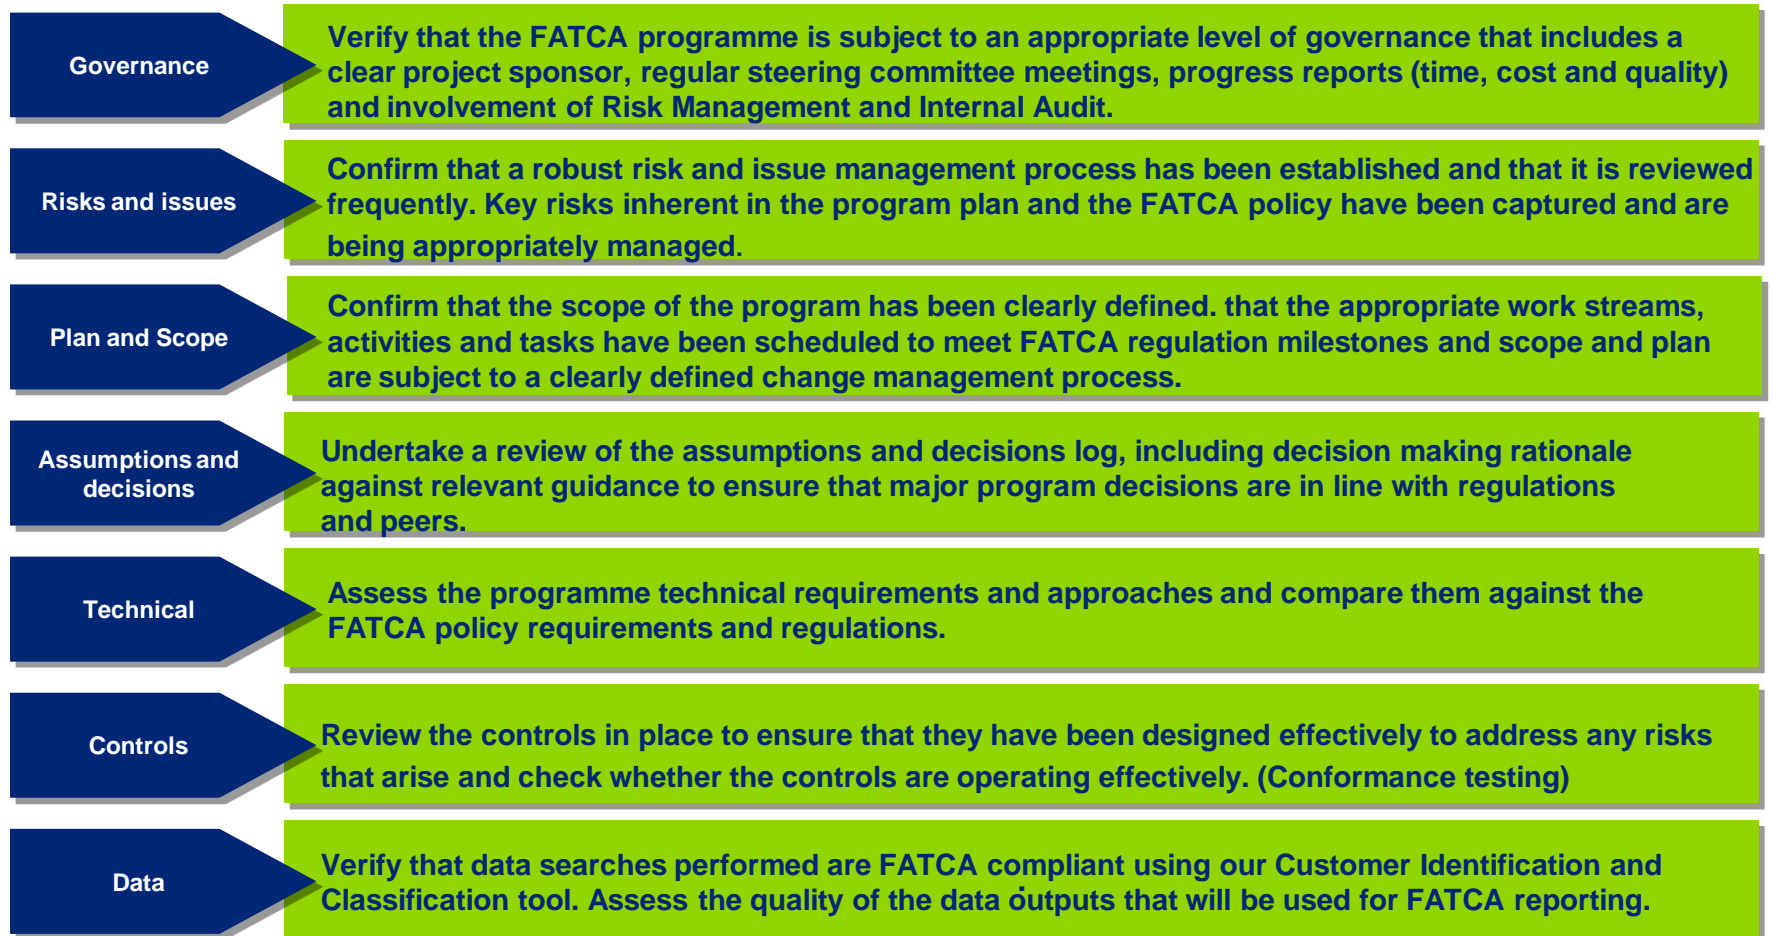 Governance
Verify that the FATCA programme is subject to an appropriate level of governance that includes a
clear project sponsor, regular steering committee meetings, progress reports (time, cost and quality)
and involvement of Risk Management and Internal Audit.
Risks and issues
Confirm that a robust risk and issue management process has been established and that it is reviewed
frequently. Key risks inherent in the program plan and the FATCA policy have been captured and are
being appropriately managed.
Plan and Scope
Confirm that the scope of the program has been clearly defined. that the appropriate work streams,
activities and tasks have been scheduled to meet FATCA regulation milestones and scope and plan
are subject to a clearly defined change management process.
Assumptions and
decisions
Undertake a review of the assumptions and decisions log, including decision making rationale
against relevant guidance to ensure that major program decisions are in line with regulations
and peers.
Technical
Assess the programme technical requirements and approaches and compare them against the
FATCA policy requirements and regulations.
Controls
Review the controls in place to ensure that they have been designed effectively to address any risks
that arise and check whether the controls are operating effectively. (Conformance testing)
Data
Verify that data searches performed are FATCA compliant using our Customer Identification and
Classification tool. Assess the quality of the data outputs that will be used for FATCA reporting.